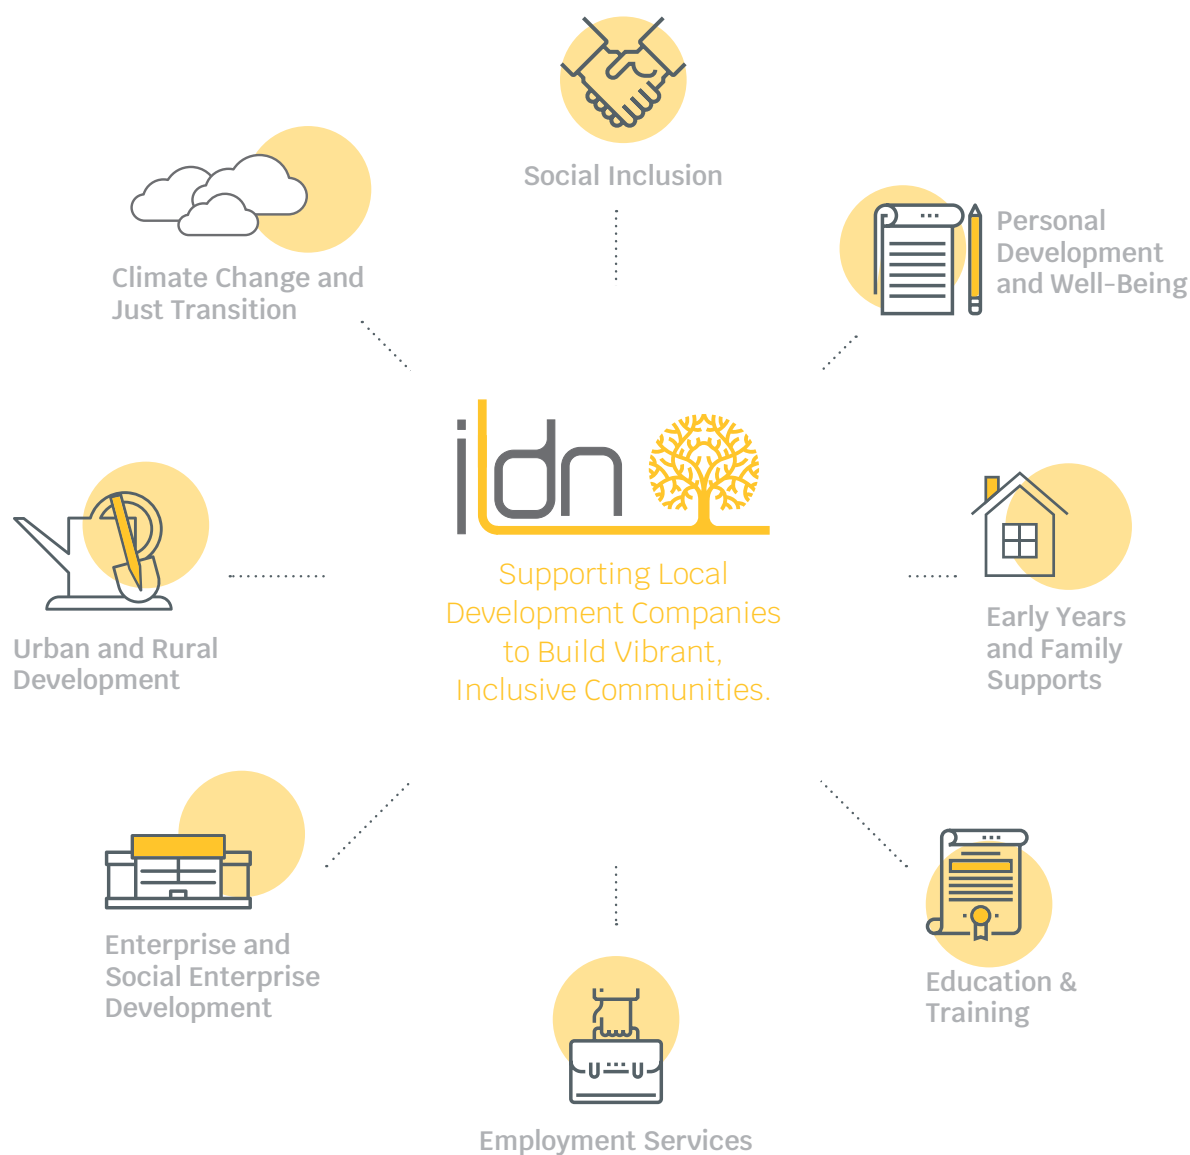 Social Inclusion
Personal
Development
and Well-Being
Climate Change and
Just Transition
ildn
Supporting Local
Development Companies
to Build Vibrant,
Inclusive Communities.
Early Years
and Family
Supports
Urban and Rural
Development
Enterprise and
Social Enterprise
Development
Education &
Training
Employment Services